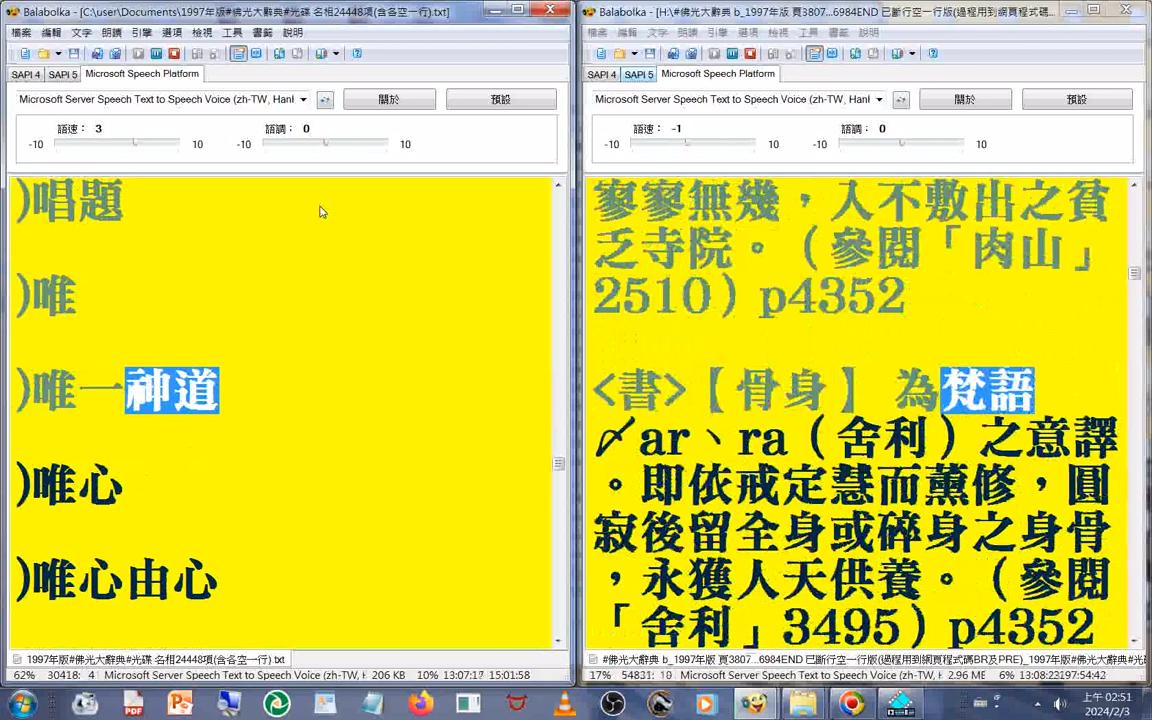 Balabolka - [C:\user\Documents\1997年版#佛光大辭典#光碟 名相24448項(含各空一行).txt]
檔案 編輯 文字 朗讀 引擎 選項 檢視 工具 書籤 說明
SAPI 4 SAPI 5 Microsoft Speech Platform
Microsoft Server Speech Text to Speech Voice (zh-TW, Hanl
關於 預設
語速: 3 語調: 0
-10 10 -10 10
)唱題
)唯
)唯一神道
)唯心
)唯心由心
1997年版#佛光大辭典#光碟 名相24448項(含各空一行).txt
62% 30418: 4 Microsoft Server Speech Text to Speech Voice (zh-TW, H 206 KB 10% 13:07:17 15:01:58
Balabolka - [H:\#佛光大辭典 b_1997年版 頁3807...6984END 已斷行空一行版(過程用到網頁程式碼
檔案 編輯 文字 朗讀 引擎 選項 檢視 工具 書籤 說明
SAPI 4 SAPI 5 Microsoft Speech Platform
Microsoft Server Speech Text to Speech Voice (zh-TW, Hanl
關於 預設
語速: -1 語調: 0
-10 10 -10 10
寥寥無幾,入不敷出之貧
乏寺院。(參閱「肉山」
2510)p4352
<書>【骨身】 為梵語
〆ar、ra(舍利)之意譯
。即依戒定慧而薰修,圓
寂後留全身或碎身之身骨
,永獲人天供養。(參閱
「舍利」3495)p4352
#佛光大辭典 b_1997年版 頁3807...6984END 已斷行空一行版(過程用到網頁程式碼BR及PRE)_1997年版#光
17% 54831: 10 Microsoft Server Speech Text to Speech Voice (zh-TW, H 2.96 MB 6% 13:08:22 197:54:42
上午 02:51
2024/2/3